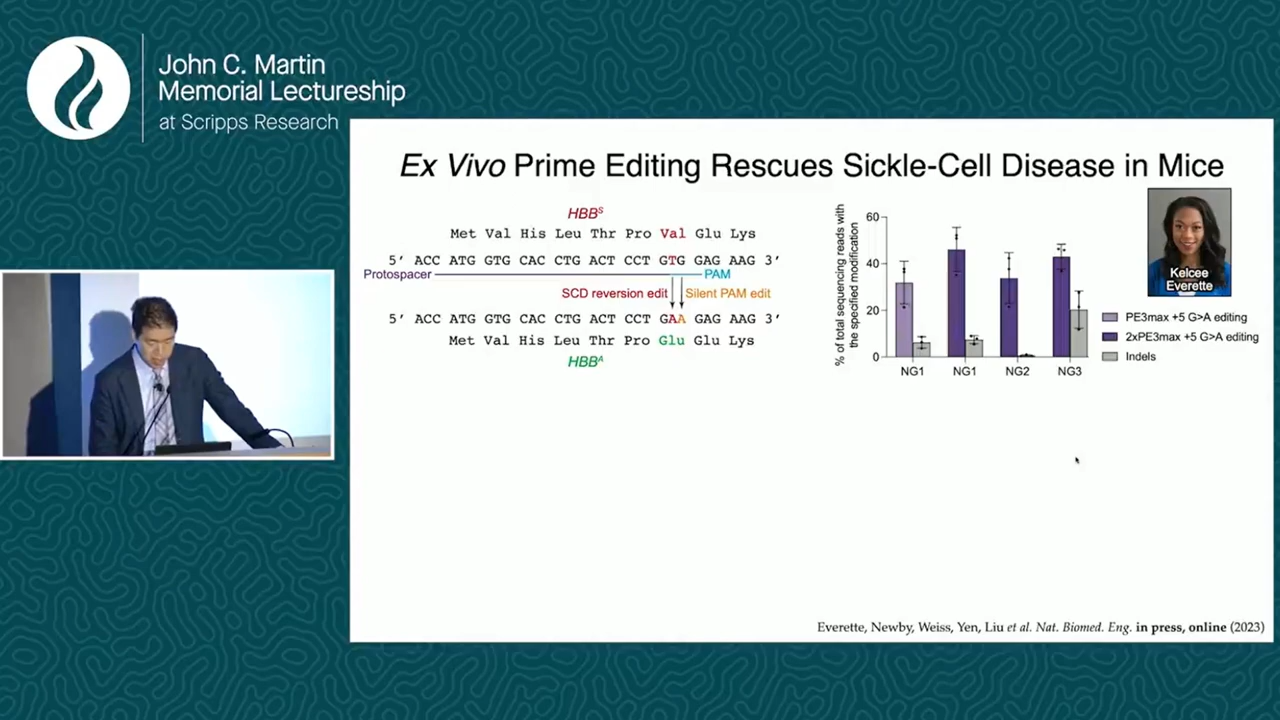 John C. Martin
Memorial Lectureship
at Scripps Research
Ex Vivo Prime Editing Rescues Sickle-Cell Disease in Mice
HBBS
Met Val His Leu Thr Pro Val Glu Lys
5′ ACC ATG GTG CAC CTG ACT CCT GTG GAG AAG 3′
Protospacer
PAM
SCD reversion edit
Silent PAM edit
5′ ACC ATG GTG CAC CTG ACT CCT GAA GAG AAG 3′
Met Val His Leu Thr Pro Glu Glu Lys
HBBA
% of total sequencing reads with
the specified modification
60
40
20
0
NG1 NG1 NG2 NG3
Kelcee
Everette
PE3max +5 G>A editing
2xPE3max +5 G>A editing
Indels
Everette, Newby, Weiss, Yen, Liu et al. Nat. Biomed. Eng. in press, online (2023)